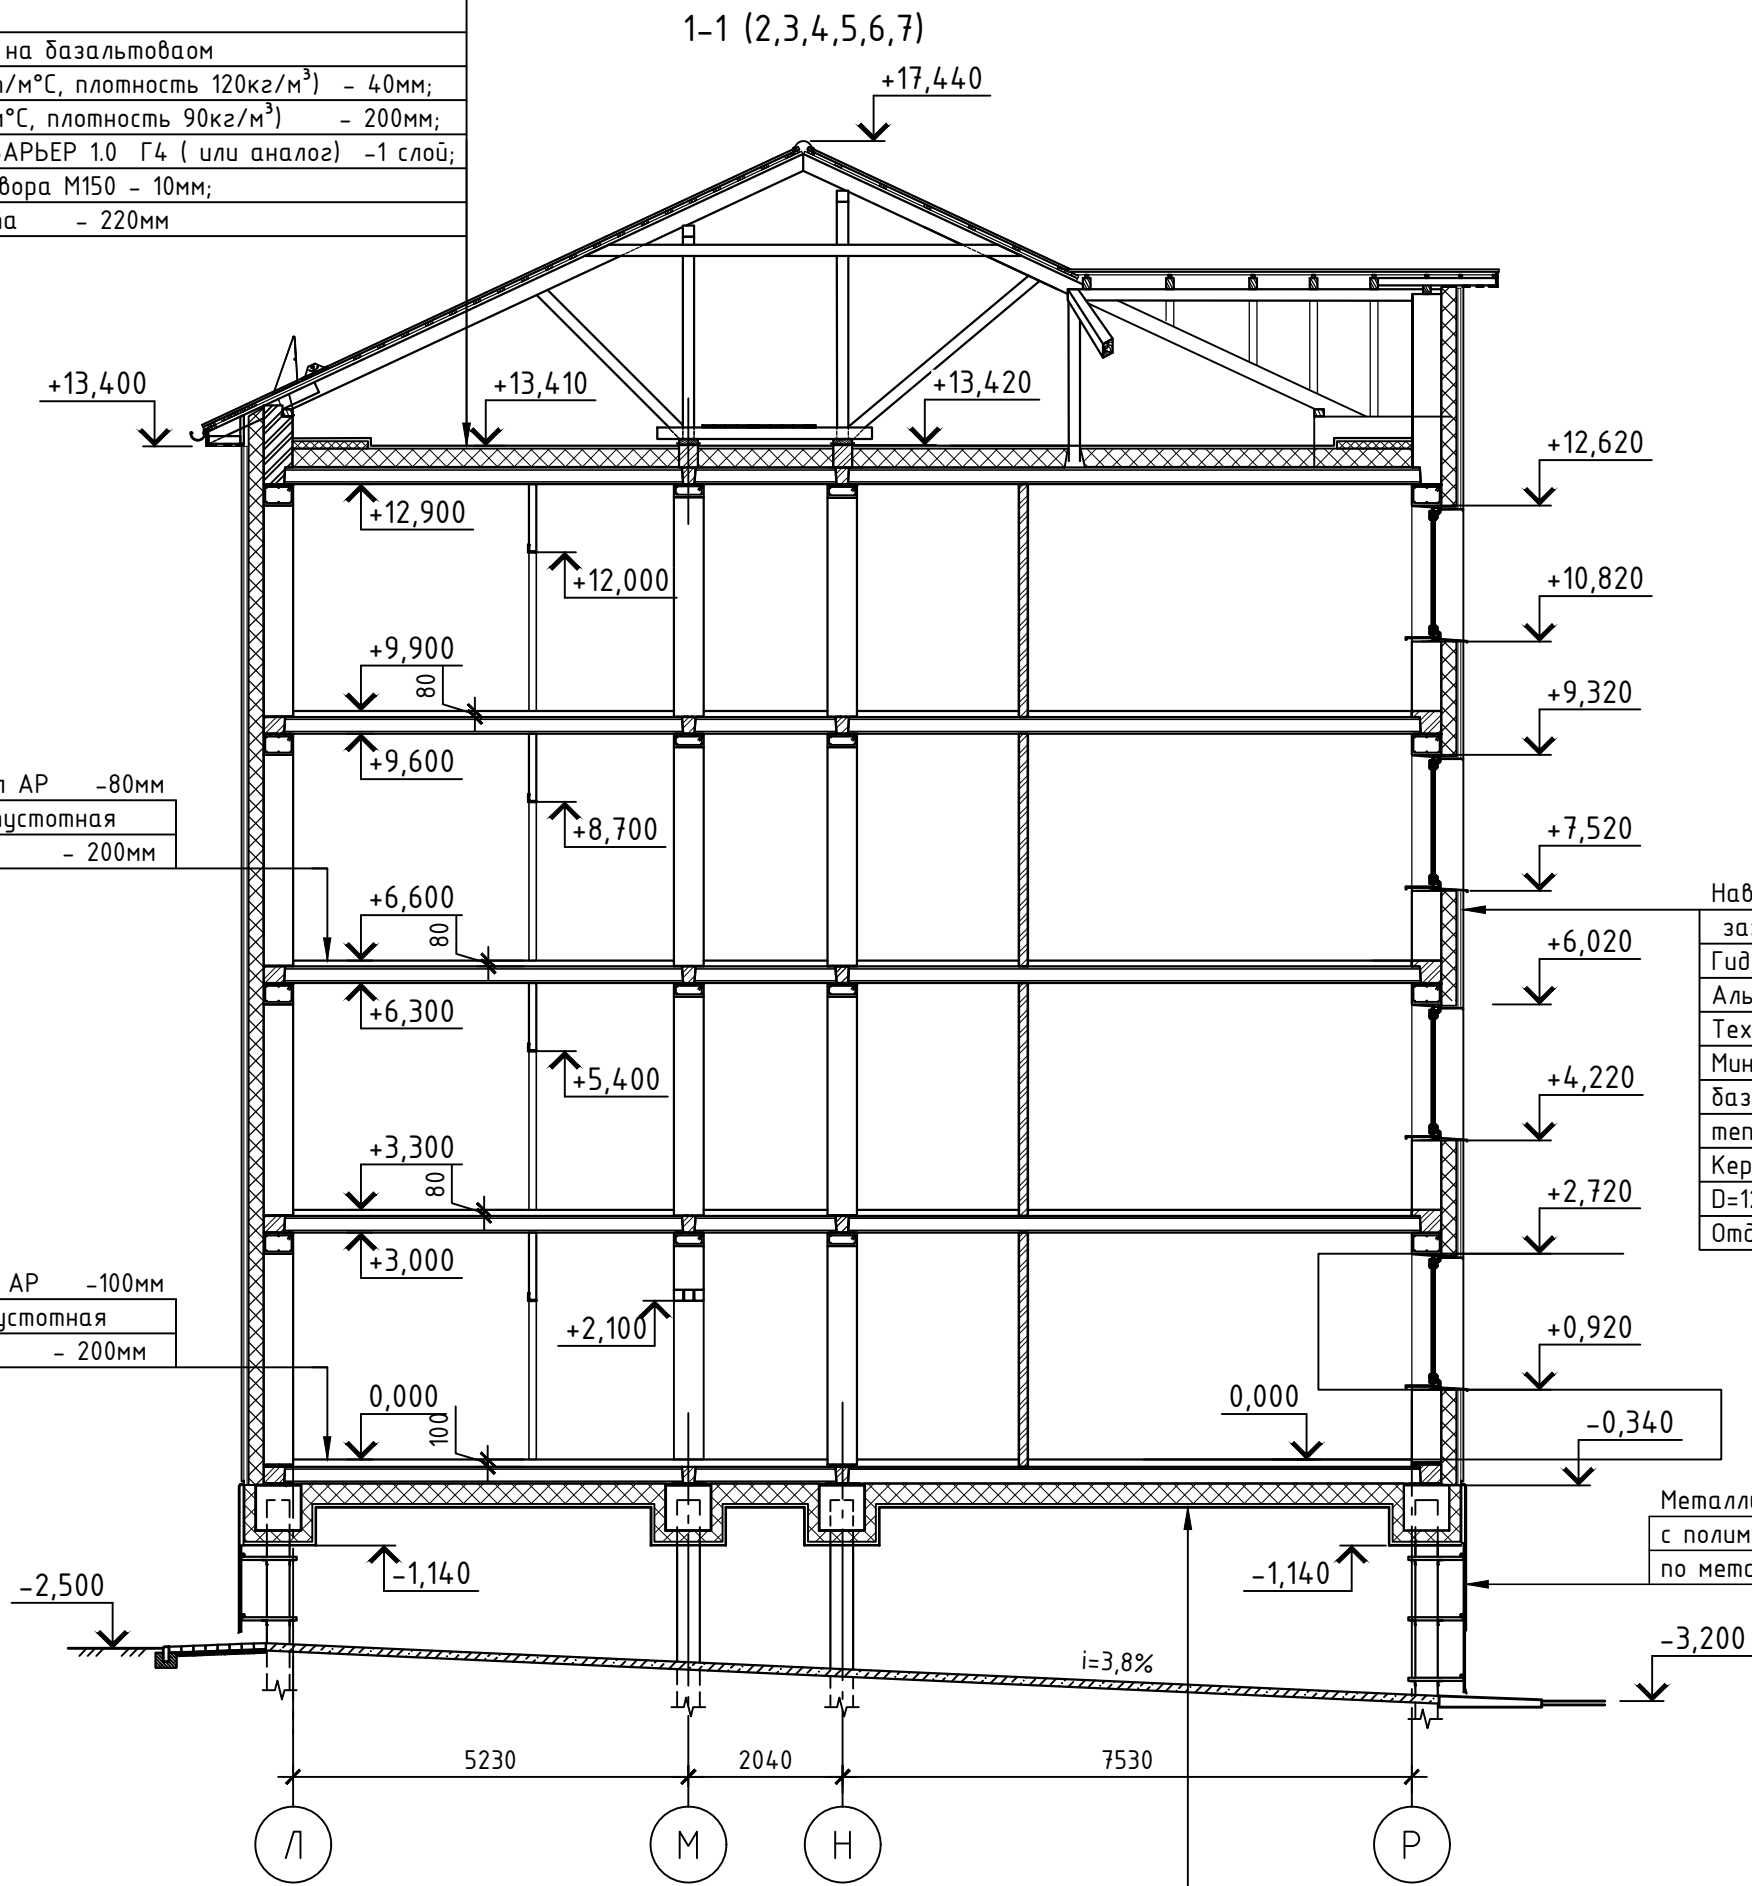 1-1 (2,3,4,5,6,7)
на базальтоваом
/м°С, плотность 120кг/м³) - 40мм;
м°С, плотность 90кг/м³) - 200мм;
АРЬЕР 1.0 Г4 ( или аналог) -1 слой;
вора М150 - 10мм;
та - 220мм
+17,440
+13,400
+13,410
+13,420
+12,620
+12,900
+12,000
+10,820
+9,900
80
+9,320
+9,600
АР -80мм
пустотная
- 200мм
+8,700
+7,520
+6,600
80
+6,020
+6,300
+5,400
+4,220
+3,300
80
+2,720
+3,000
АР -100мм
устотная
- 200мм
+2,100
+0,920
0,000
100
0,000
-0,340
Нав
за
Гид
Аль
Тех
Мин
баз
теп
Кер
D=12
Отд
Металли
с полим
по мета
-1,140
-1,140
-2,500
-3,200
i=3,8%
5230
2040
7530
Л
М
Н
Р